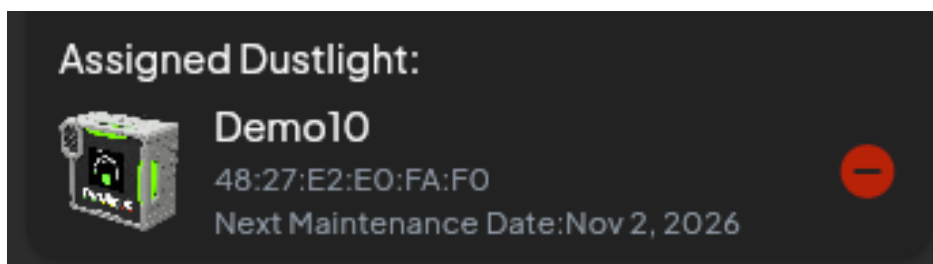 Assigned Dustlight:
Demo10
48:27:E2:E0:FA:F0
Next Maintenance Date:Nov 2, 2026